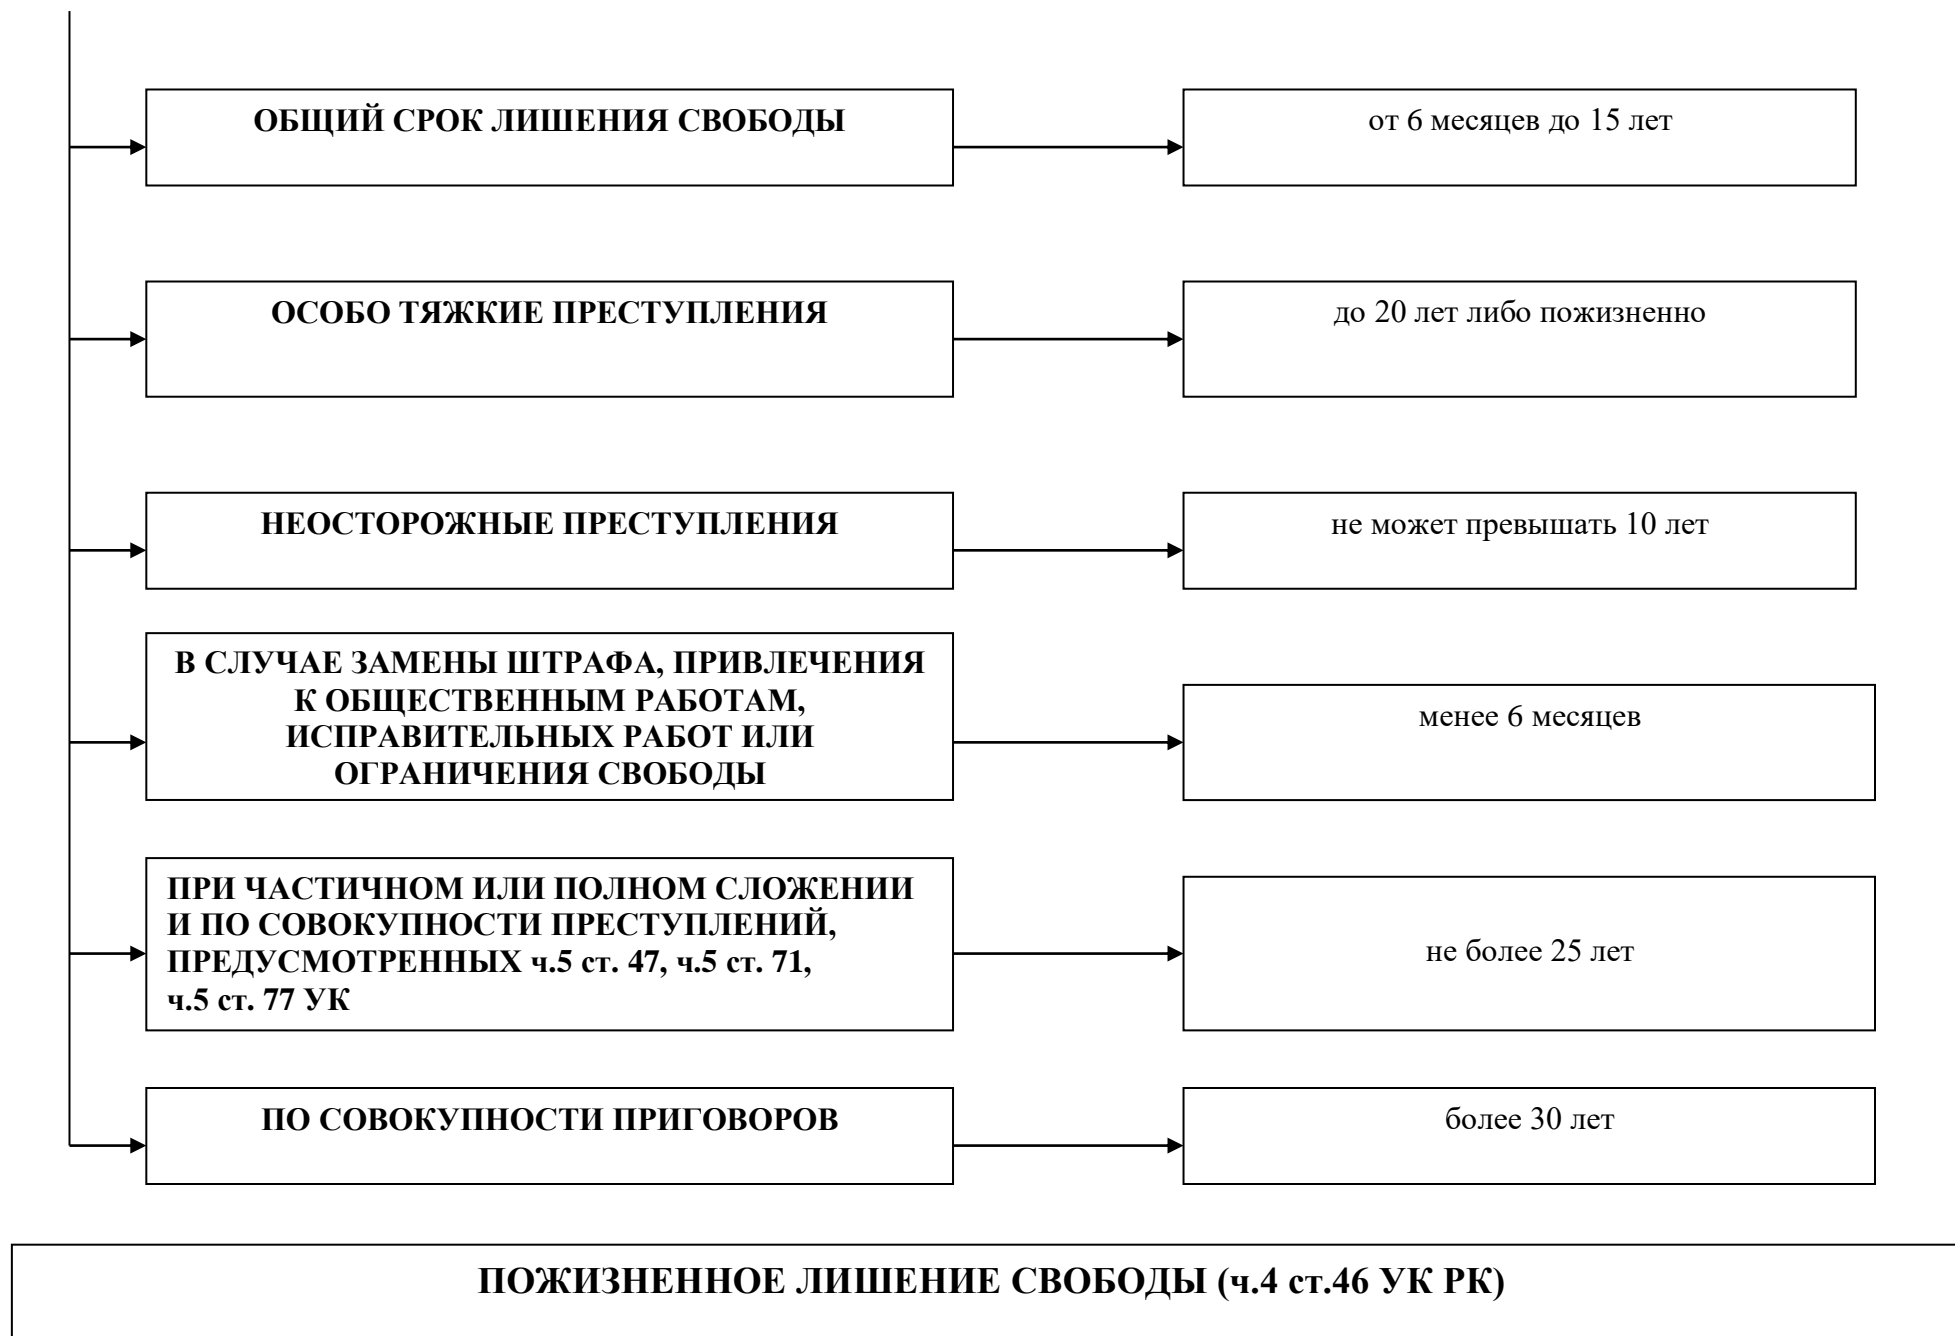 ОБЩИЙ СРОК ЛИШЕНИЯ СВОБОДЫ
от 6 месяцев до 15 лет
ОСОБО ТЯЖКИЕ ПРЕСТУПЛЕНИЯ
до 20 лет либо пожизненно
НЕОСТОРОЖНЫЕ ПРЕСТУПЛЕНИЯ
не может превышать 10 лет
В СЛУЧАЕ ЗАМЕНЫ ШТРАФА, ПРИВЛЕЧЕНИЯ
К ОБЩЕСТВЕННЫМ РАБОТАМ,
ИСПРАВИТЕЛЬНЫХ РАБОТ ИЛИ
ОГРАНИЧЕНИЯ СВОБОДЫ
менее 6 месяцев
ПРИ ЧАСТИЧНОМ ИЛИ ПОЛНОМ СЛОЖЕНИИ
И ПО СОВОКУПНОСТИ ПРЕСТУПЛЕНИЙ,
ПРЕДУСМОТРЕННЫХ ч.5 ст. 47, ч.5 ст. 71,
ч.5 ст. 77 УК
не более 25 лет
ПО СОВОКУПНОСТИ ПРИГОВОРОВ
более 30 лет
ПОЖИЗНЕННОЕ ЛИШЕНИЕ СВОБОДЫ (ч.4 ст.46 УК РК)